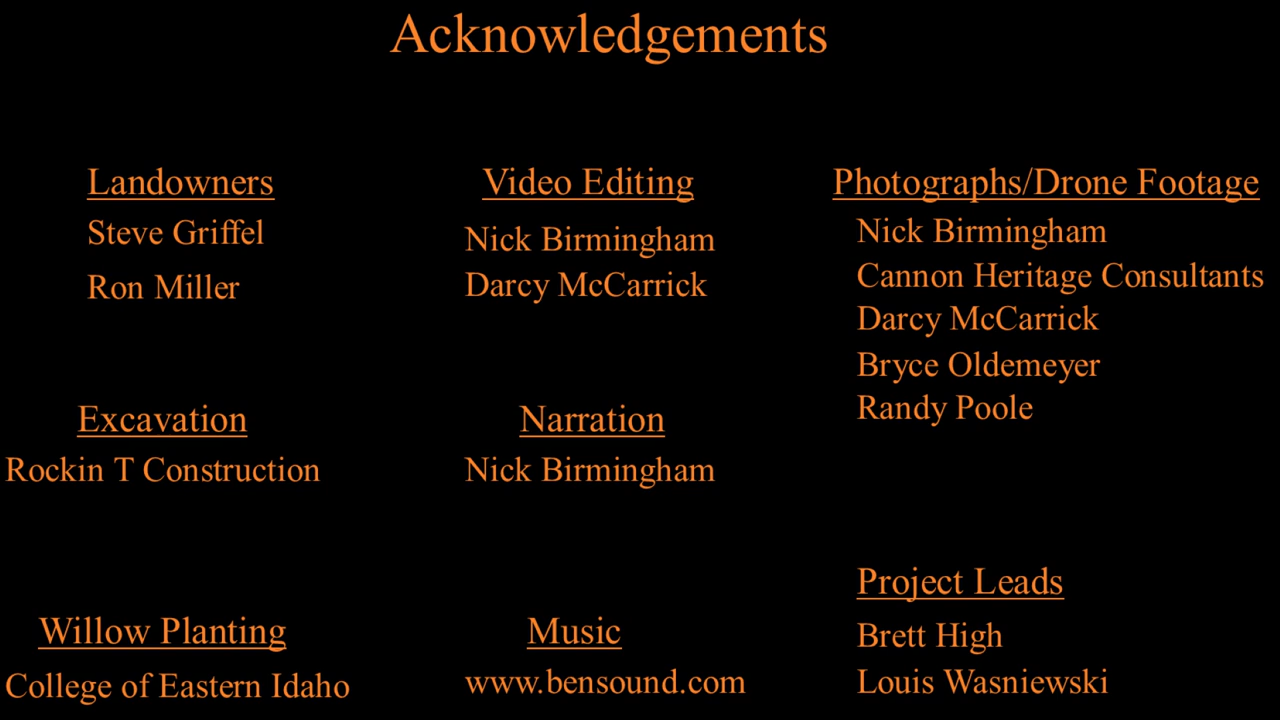 Acknowledgements
Landowners
Steve Griffel
Ron Miller
Excavation
Rockin T Construction
Willow Planting
College of Eastern Idaho
Video Editing
Nick Birmingham
Darcy McCarrick
Narration
Nick Birmingham
Music
www.bensound.com
Photographs/Drone Footage
Nick Birmingham
Cannon Heritage Consultants
Darcy McCarrick
Bryce Oldemeyer
Randy Poole
Project Leads
Brett High
Louis Wasniewski